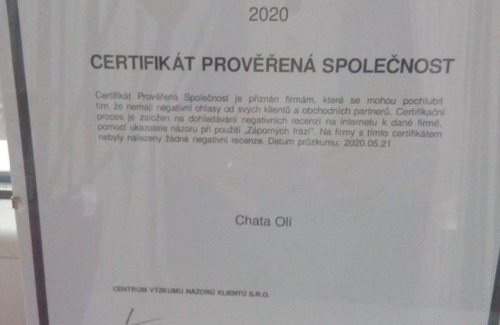 2020
CERTIFIKÁT PROVĚŘENÁ SPOLEČNOST
Certifikát Prověřená Společnost je přiznán firmám, které se mohou pochlubit
tím, že nemají negativní ohlasy od svých klientů a obchodních partnerů. Certifikační
proces je založen na dohledávání negativních recenzí na internetu k dané firmě,
pomocí ukazatele názoru při použití „Záporných frází“. Na firmy s tímto certifikátem
nebyly nalezeny žádné negativní recenze. Datum průzkumu: 2020.05.21
Chata Oli
CENTRUM VÝZKUMU NÁZORŮ KLIENTŮ S.R.O.